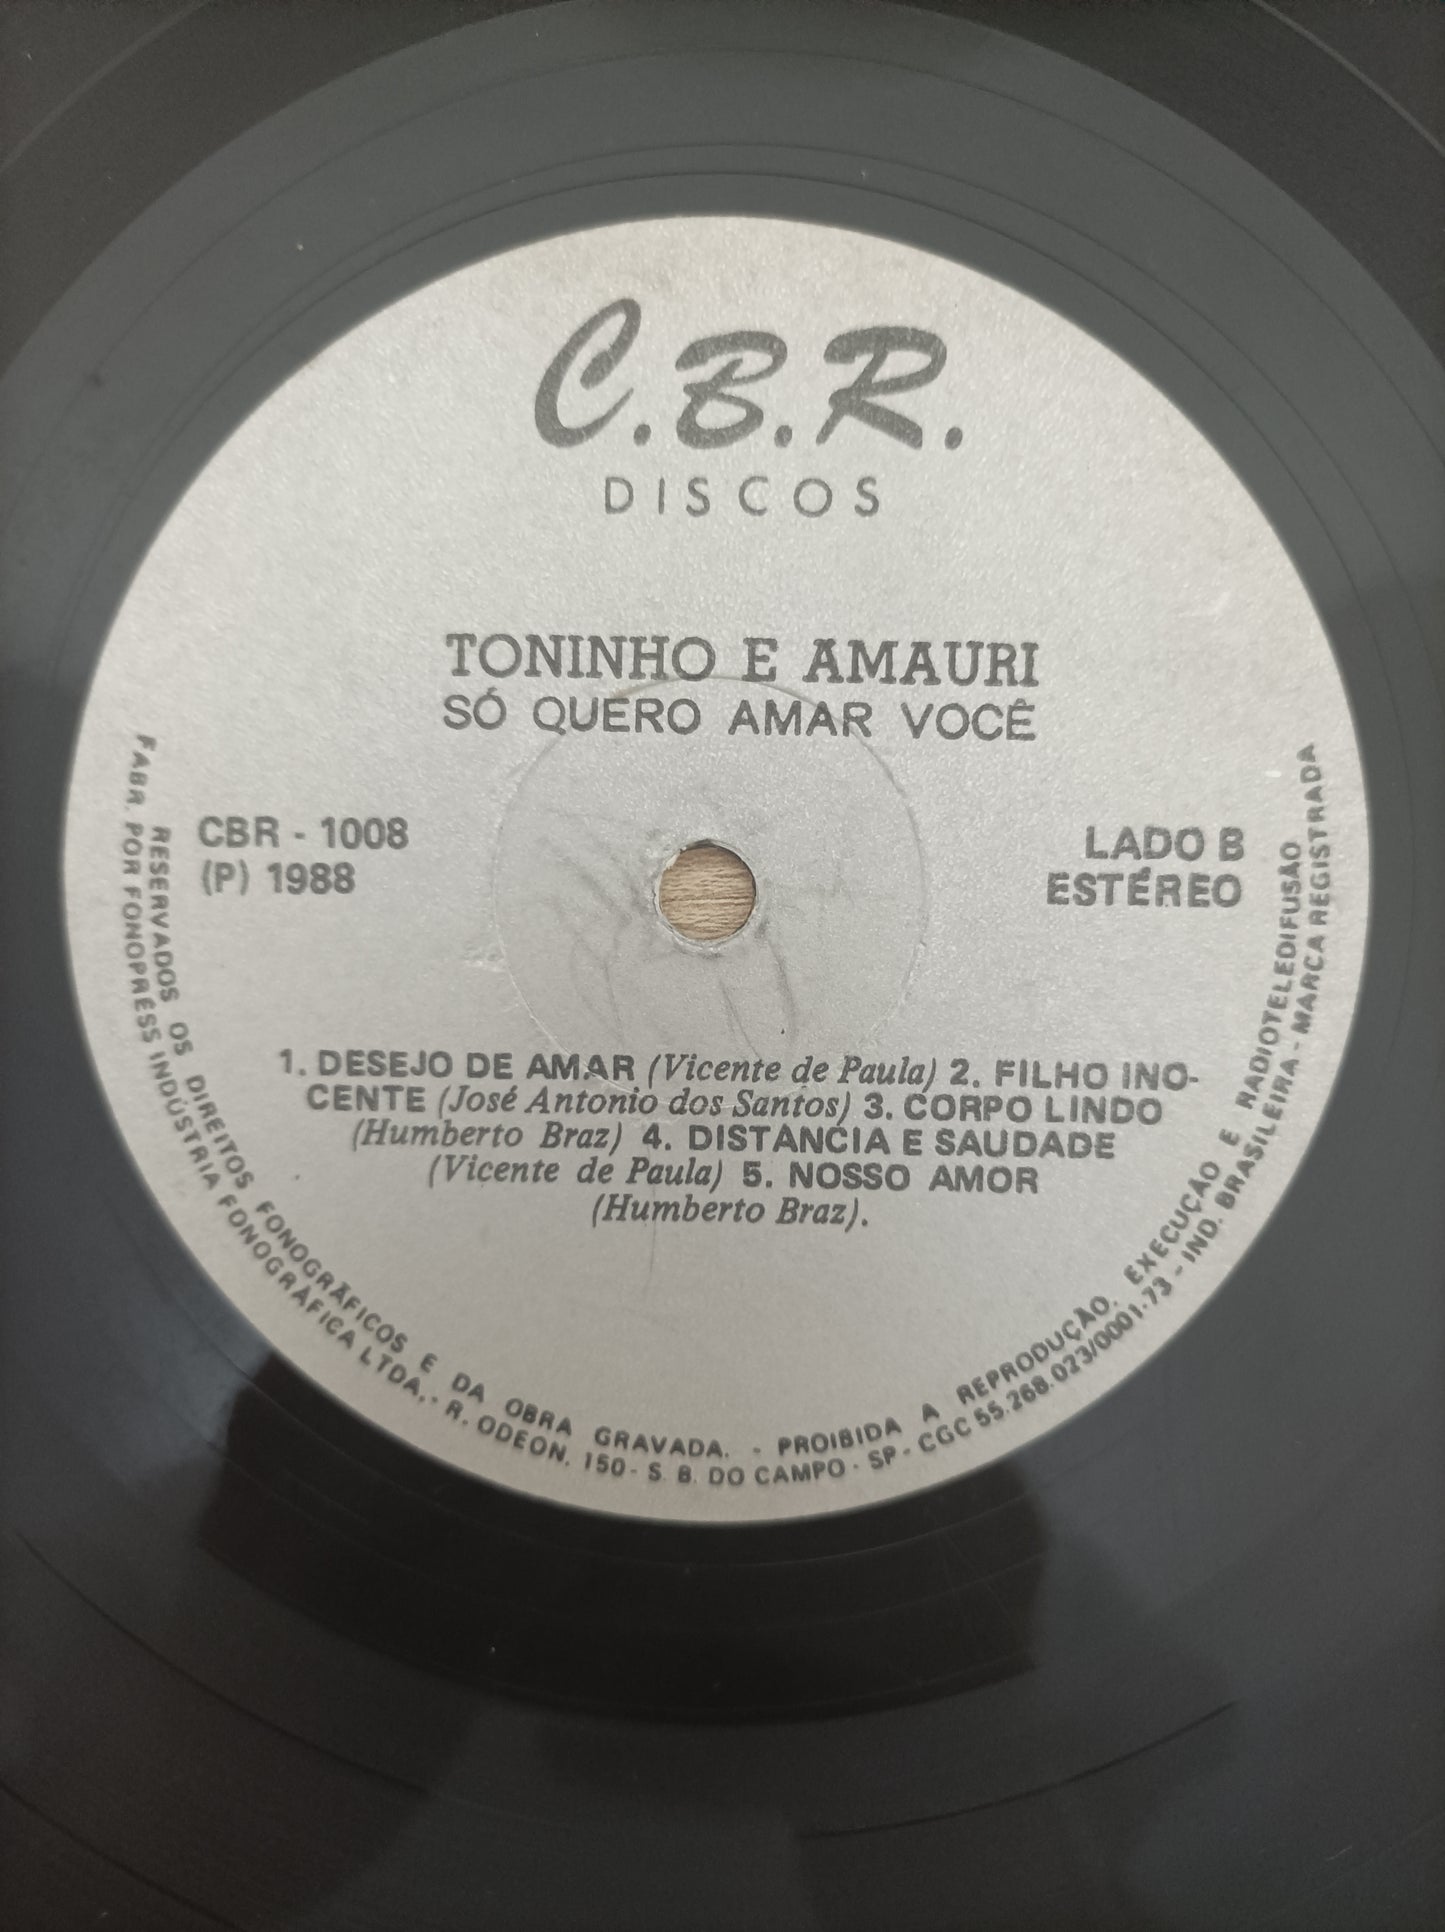 C.B.R.
DISCOS
TONINHO E AMAURI
SÓ QUERO AMAR VOCÊ
CBR - 1008
(P) 1988
LADO B
ESTÉREO
1. DESEJO DE AMAR (Vicente de Paula) 2. FILHO INO-
CENTE (José Antonio dos Santos) 3. CORPO LINDO
(Humberto Braz) 4. DISTÂNCIA E SAUDADE
(Vicente de Paula) 5. NOSSO AMOR
(Humberto Braz).
RESERVADOS OS DIREITOS FONOGRÁFICOS E DA OBRA GRAVADA. - PROIBIDA A REPRODUÇÃO, EXECUÇÃO E RADIOTELEDIFUSÃO
FABR. POR FONOPRESS INDÚSTRIA FONOGRÁFICA LTDA. - R. ODEON, 150 - S. B. DO CAMPO - SP - CGC 55.268.023/0001-73 - IND. BRASILEIRA - MARCA REGISTRADA